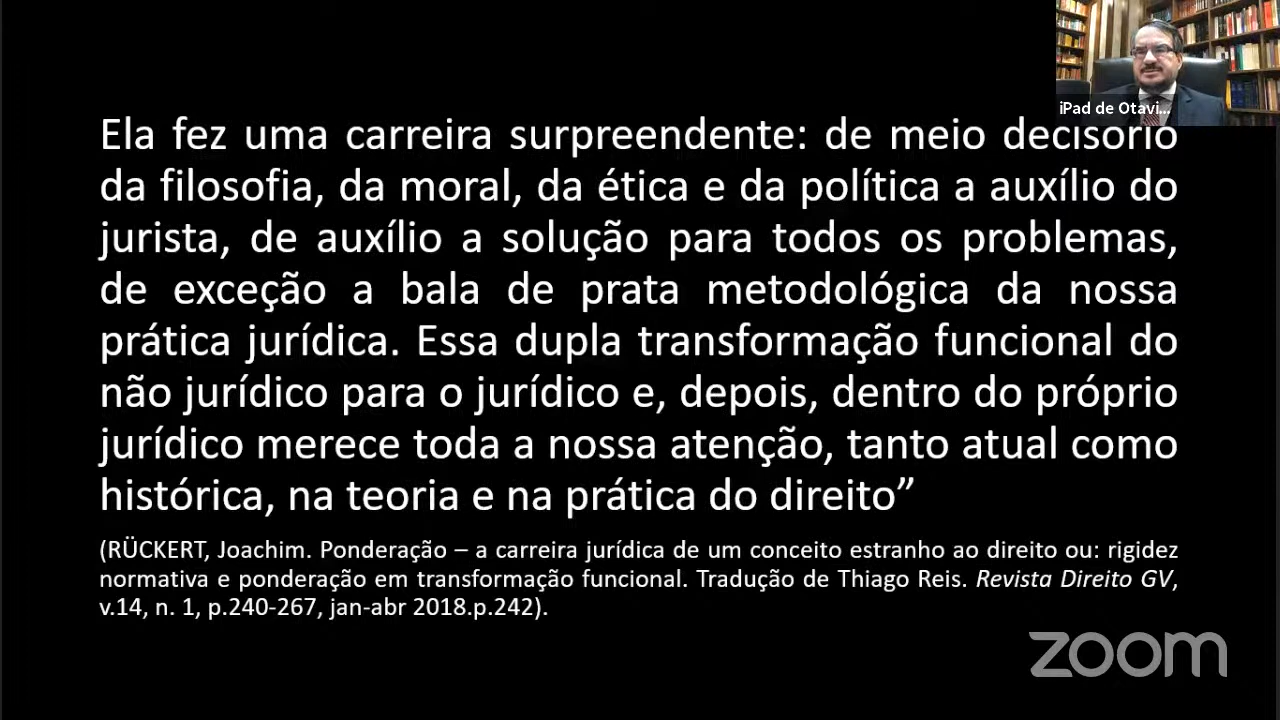 iPad de Otavi...
Ela fez uma carreira surpreendente: de meio decisório
da filosofia, da moral, da ética e da política a auxílio do
jurista, de auxílio a solução para todos os problemas,
de exceção a bala de prata metodológica da nossa
prática jurídica. Essa dupla transformação funcional do
não jurídico para o jurídico e, depois, dentro do próprio
jurídico merece toda a nossa atenção, tanto atual como
histórica, na teoria e na prática do direito”
(RÜCKERT, Joachim. Ponderação – a carreira jurídica de um conceito estranho ao direito ou: rigidez
normativa e ponderação em transformação funcional. Tradução de Thiago Reis. Revista Direito GV,
v.14, n. 1, p.240-267, jan-abr 2018.p.242).
zoom